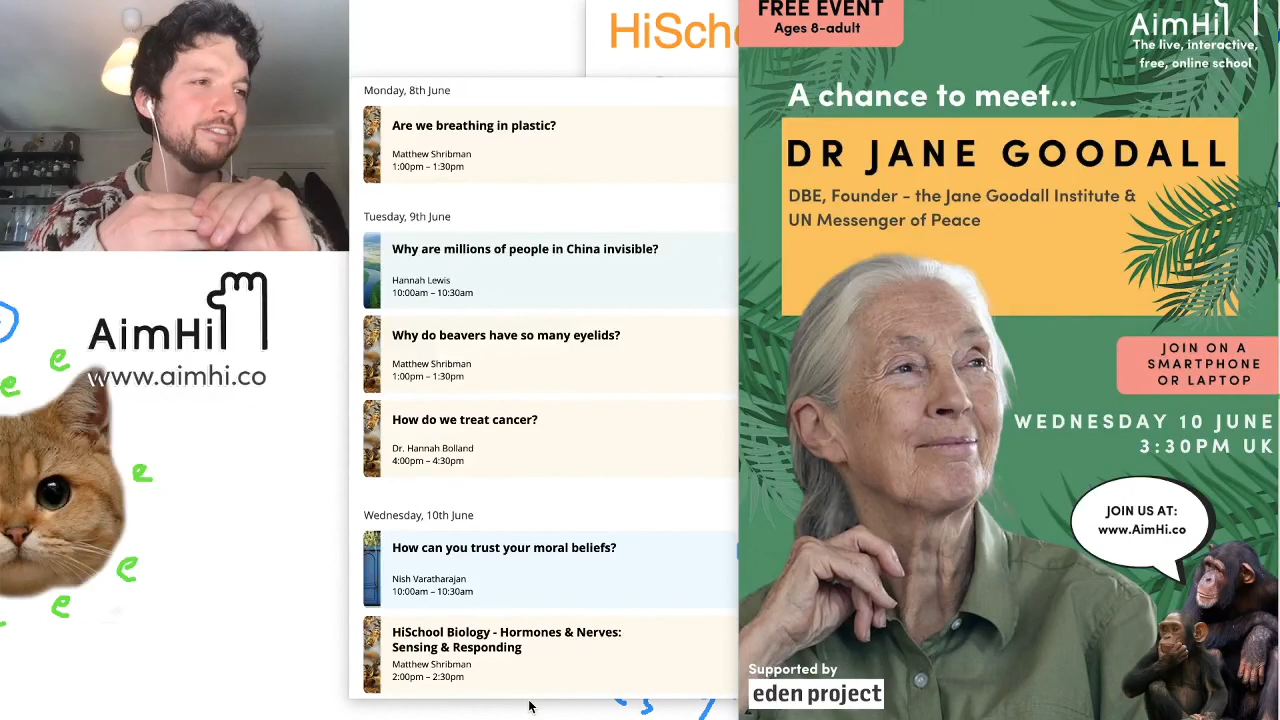 AimHi
www.aimhi.co
e
e
e
e
e
HiSch
Monday, 8th June
Are we breathing in plastic?
Matthew Shribman
1:00pm – 1:30pm
Tuesday, 9th June
Why are millions of people in China invisible?
Hannah Lewis
10:00am – 10:30am
Why do beavers have so many eyelids?
Matthew Shribman
1:00pm – 1:30pm
How do we treat cancer?
Dr. Hannah Bolland
4:00pm – 4:30pm
Wednesday, 10th June
How can you trust your moral beliefs?
Nish Varatharajan
10:00am – 10:30am
HiSchool Biology - Hormones & Nerves:
Sensing & Responding
Matthew Shribman
2:00pm – 2:30pm
FREE EVENT
Ages 8-adult
AimHi
The live, interactive,
free, online school
A chance to meet...
DR JANE GOODALL
DBE, Founder - the Jane Goodall Institute &
UN Messenger of Peace
JOIN ON A
SMARTPHONE
OR LAPTOP
WEDNESDAY 10 JUNE
3:30PM UK
JOIN US AT:
www.AimHi.co
Supported by
eden project